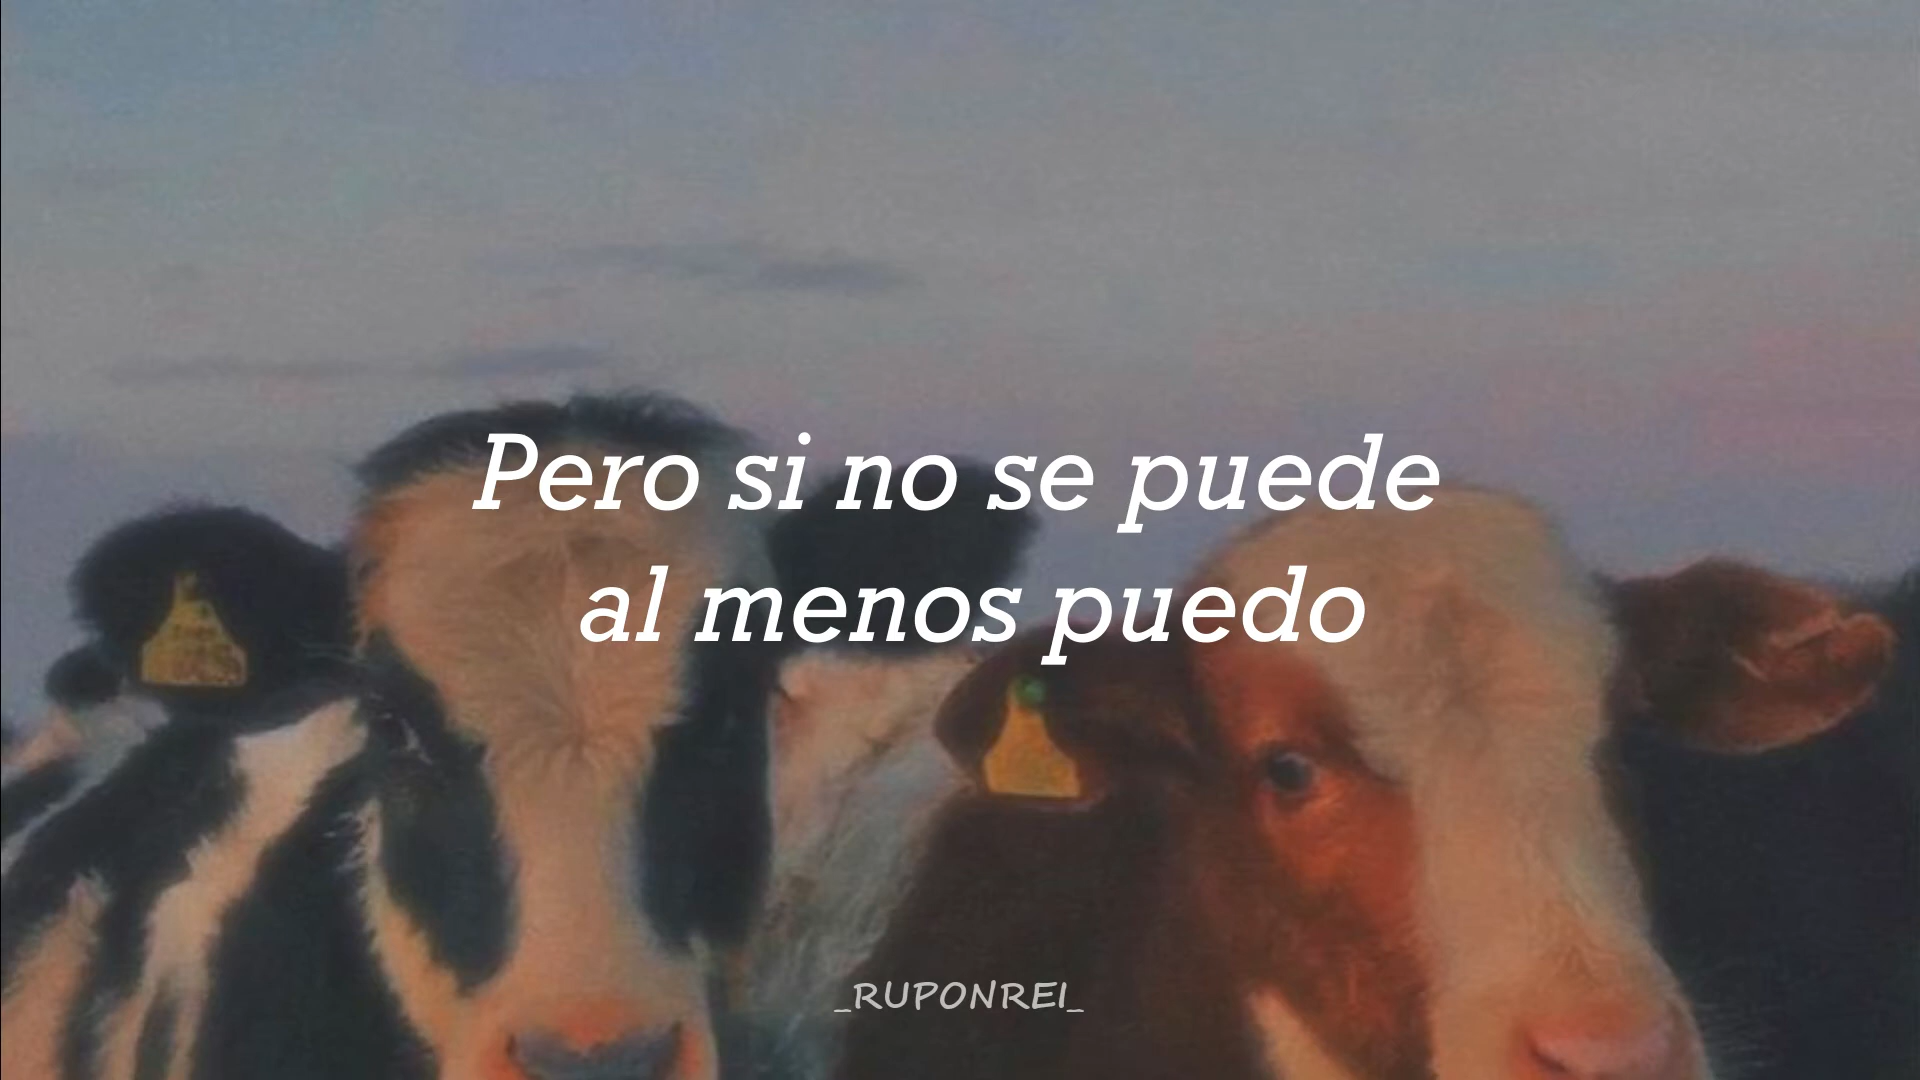 Pero si no se puede
al menos puedo
_RUPONREI_